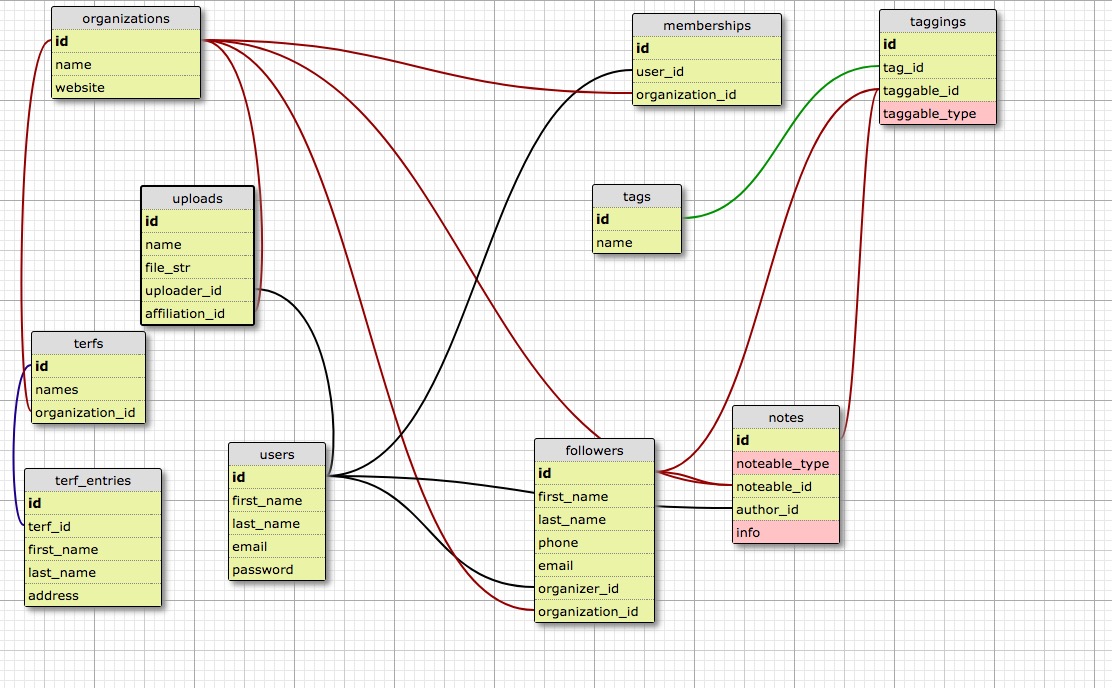 organizations
id
name
website
memberships
id
user_id
organization_id
taggings
id
tag_id
taggable_id
taggable_type
uploads
id
name
file_str
uploader_id
affiliation_id
tags
id
name
terfs
id
names
organization_id
users
id
first_name
last_name
email
password
followers
id
first_name
last_name
phone
email
organizer_id
organization_id
notes
id
noteable_type
noteable_id
author_id
info
terf_entries
id
terf_id
first_name
last_name
address